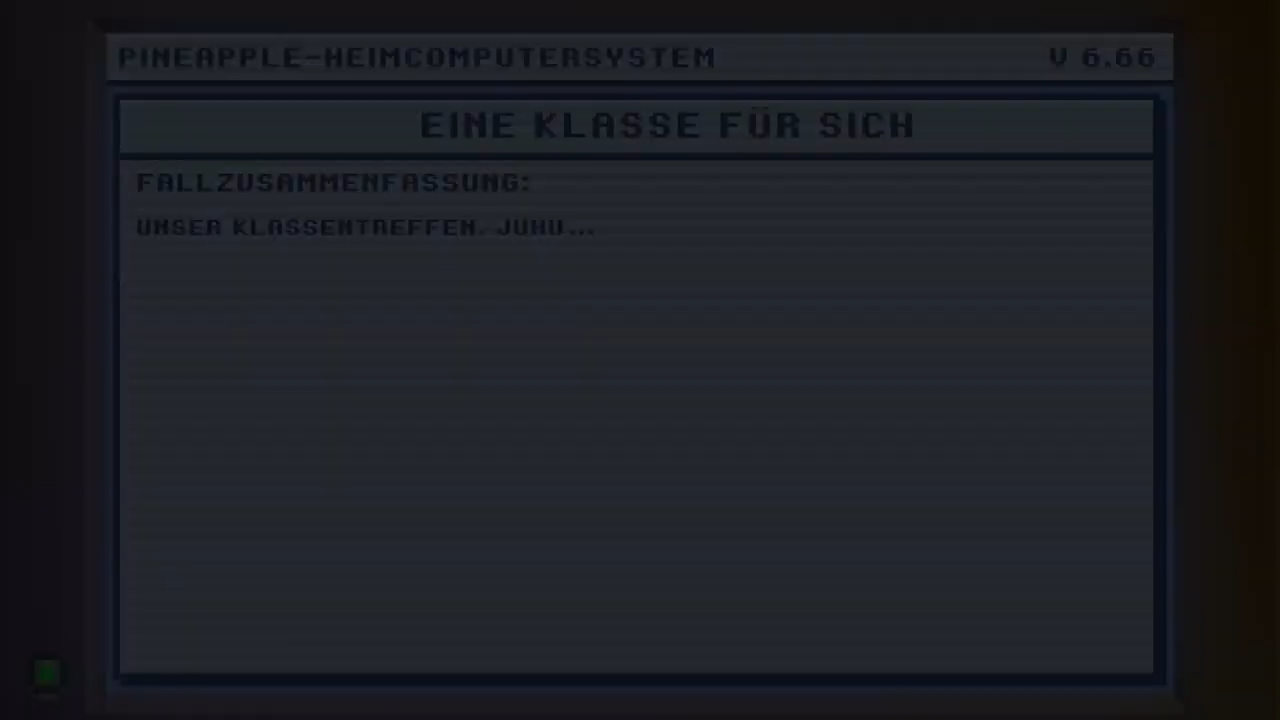 PINEAPPLE-HEIMCOMPUTERSYSTEM V 6.66
EINE KLASSE FÜR SICH
FALLZUSAMMENFASSUNG:
UNSER KLASSENTREFFEN. JUHU...